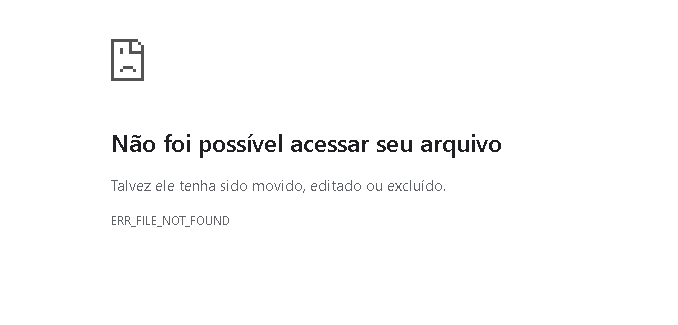 Não foi possível acessar seu arquivo
Talvez ele tenha sido movido, editado ou excluído.
ERR_FILE_NOT_FOUND